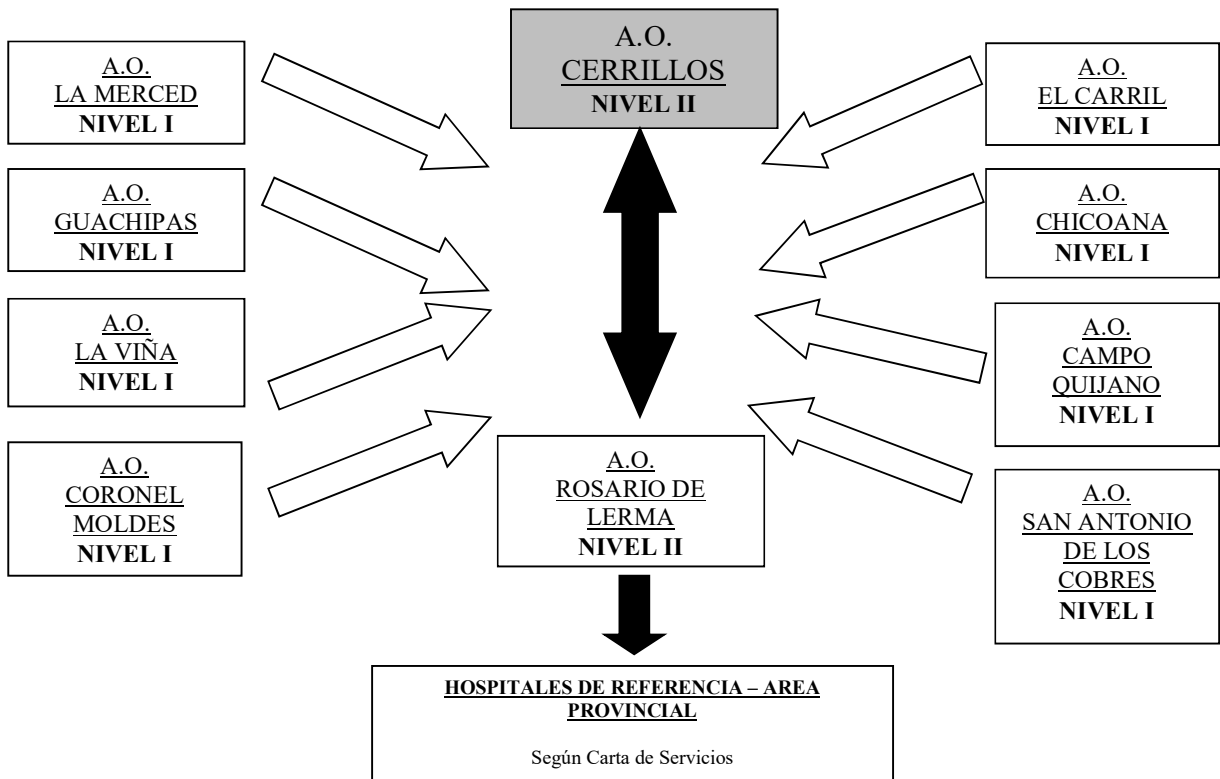 A.O.
CERRILLOS
NIVEL II
A.O.
LA MERCED
NIVEL I
A.O.
GUACHIPAS
NIVEL I
A.O.
LA VIÑA
NIVEL I
A.O.
CORONEL
MOLDES
NIVEL I
A.O.
EL CARRIL
NIVEL I
A.O.
CHICOANA
NIVEL I
A.O.
CAMPO
QUIJANO
NIVEL I
A.O.
SAN ANTONIO
DE LOS
COBRES
NIVEL I
A.O.
ROSARIO DE
LERMA
NIVEL II
HOSPITALES DE REFERENCIA – AREA
PROVINCIAL
Según Carta de Servicios